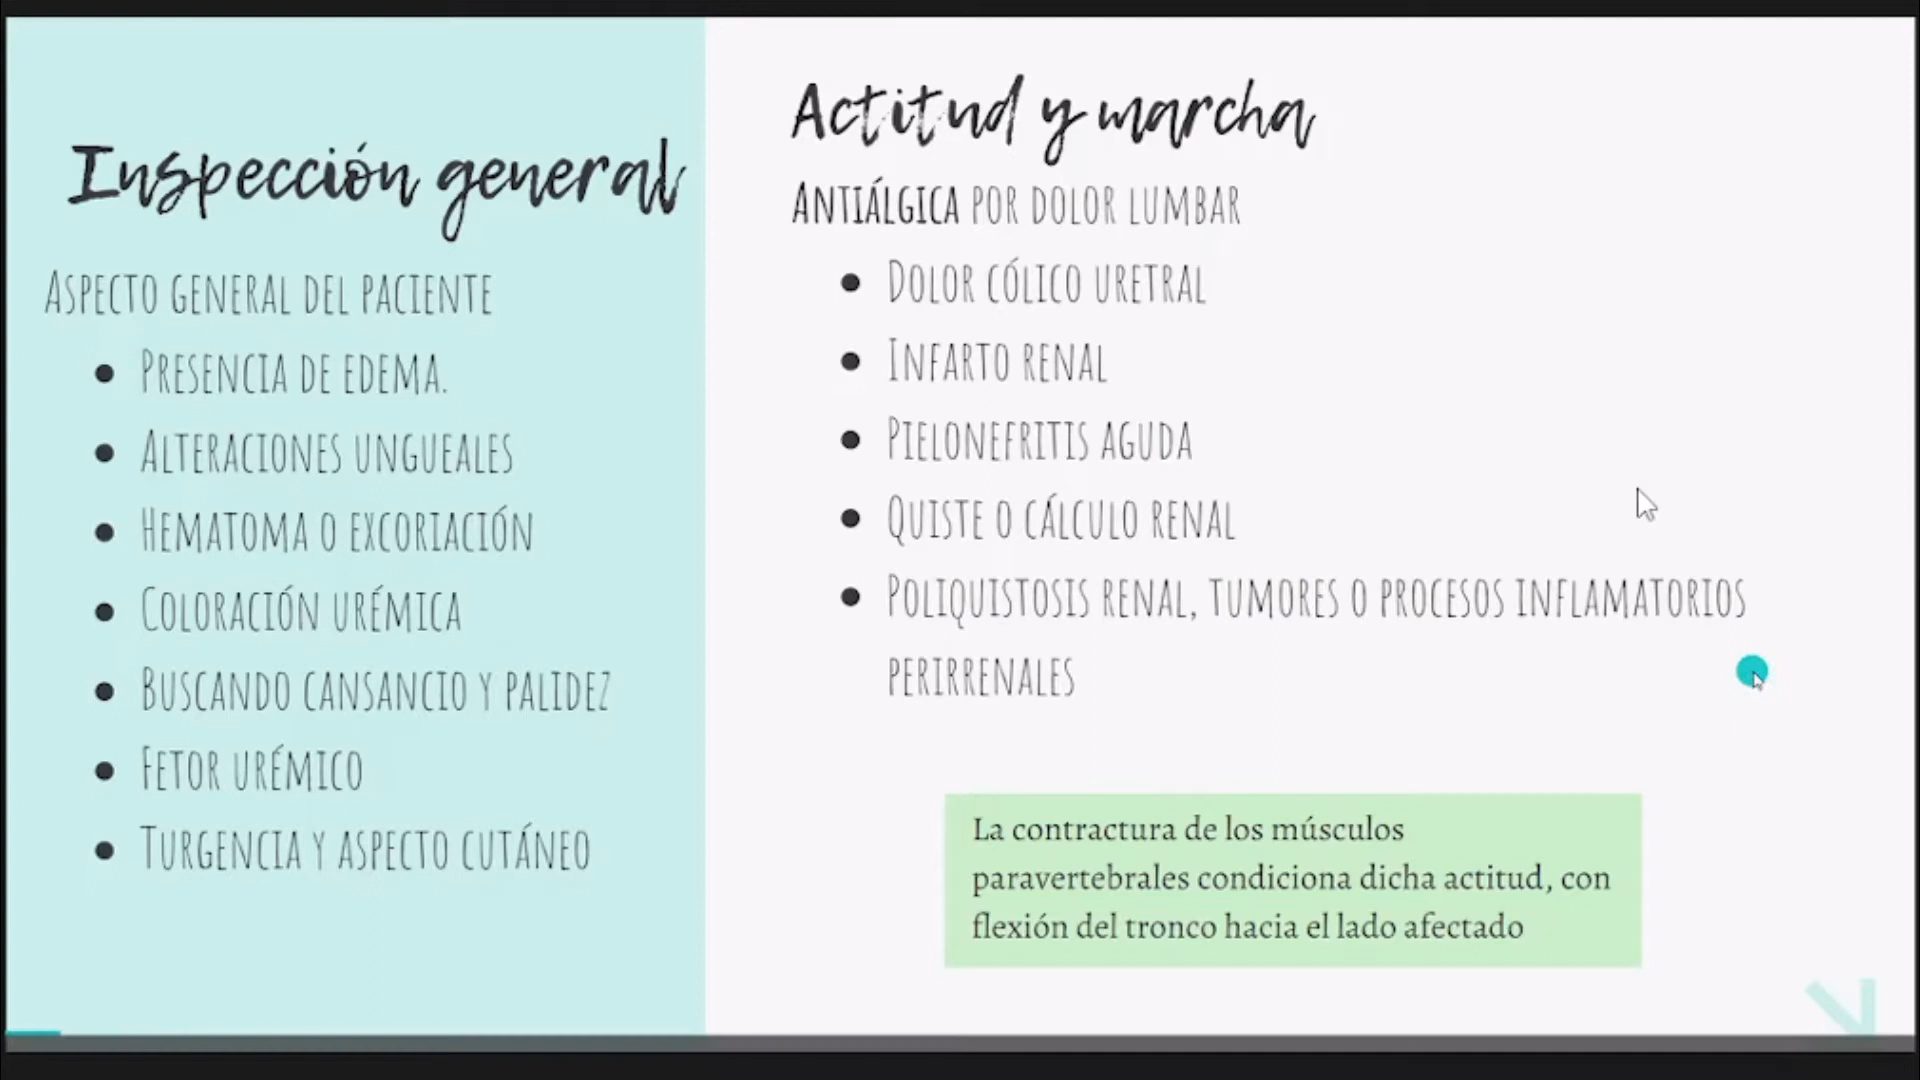 Inspección general
Aspecto general del paciente
• Presencia de edema.
• Alteraciones ungueales
• Hematoma o excoriación
• Coloración urémica
• Buscando cansancio y palidez
• Fetor urémico
• Turgencia y aspecto cutáneo
Actitud y marcha
Antiálgica por dolor lumbar
• Dolor cólico uretral
• Infarto renal
• Pielonefritis aguda
• Quiste o cálculo renal
• Poliquistosis renal, tumores o procesos inflamatorios
perirrenales
La contractura de los músculos
paravertebrales condiciona dicha actitud, con
flexión del tronco hacia el lado afectado